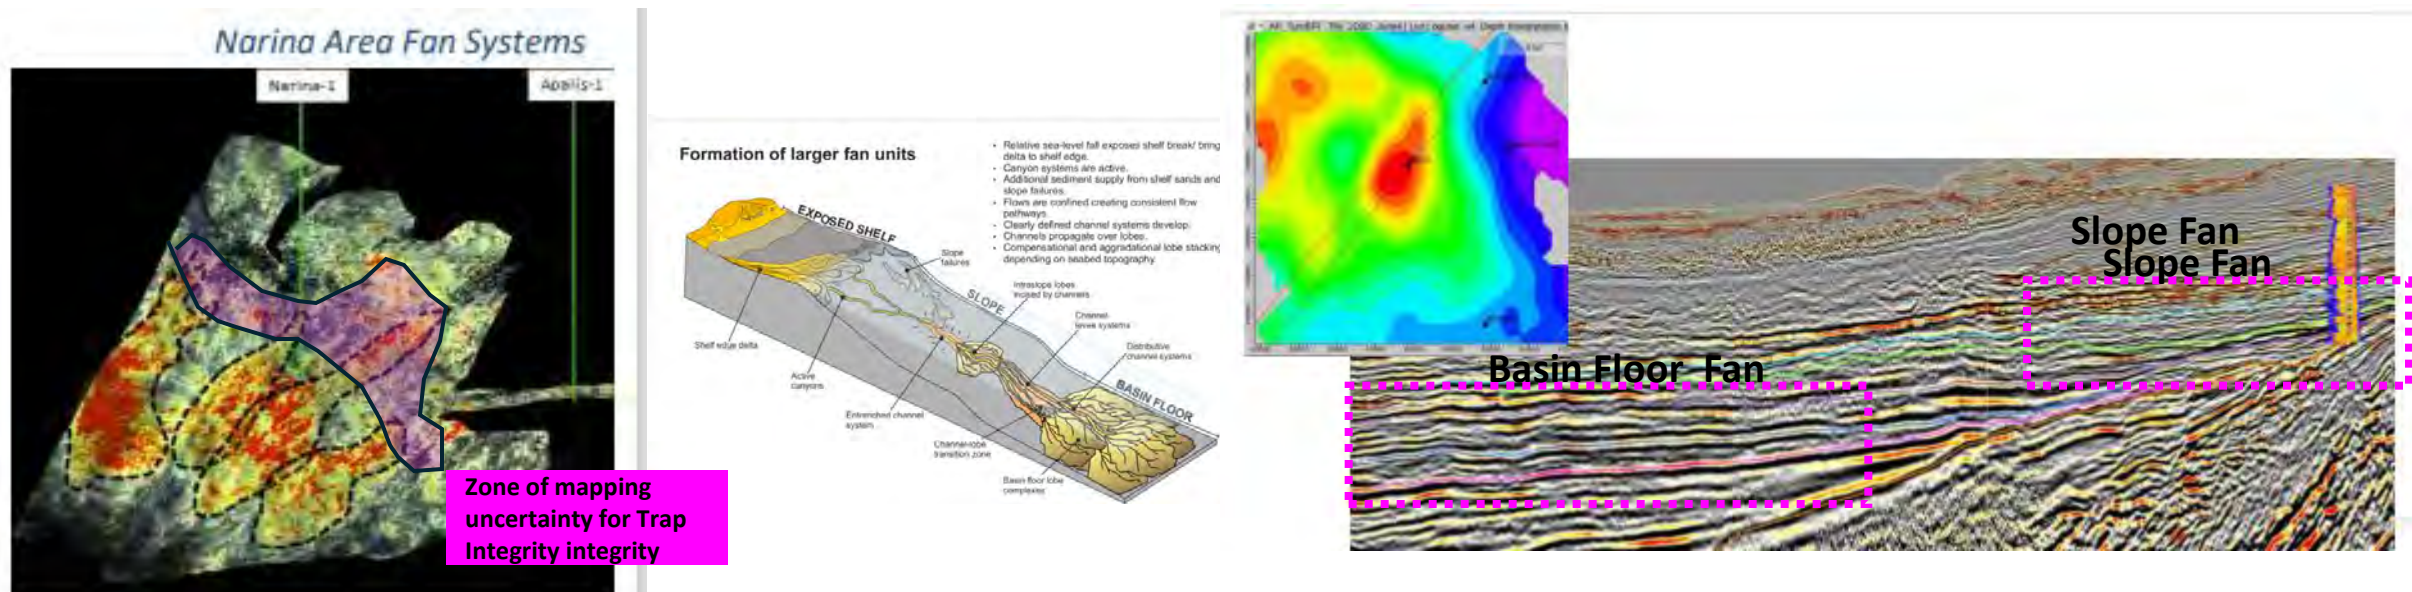 Narina Area Fan Systems
Narina-1
Apalis-1
Zone of mapping
uncertainty for Trap
Integrity integrity
Formation of larger fan units
• Relative sea-level fall exposes shelf break/ bring
delta to shelf edge.
• Canyon systems are active.
• Additional sediment supply from shelf sands and
slope failures.
• Flows are confined creating consistent flow
pathways.
• Clearly defined channel systems develop.
• Channels propagate over lobes.
• Compensational and aggradational lobe stacking
depending on seabed topography.
EXPOSED SHELF
Slope
failures
SLOPE
Intraslope lobes
incised by channels
Channel-
levee systems
Distributive
channel systems
BASIN FLOOR
Shelf edge delta
Active
canyons
Entrenched channel
system
Channel-lobe
transition zone
Basin floor lobe
complexes
Slope Fan
Slope Fan
Basin Floor Fan